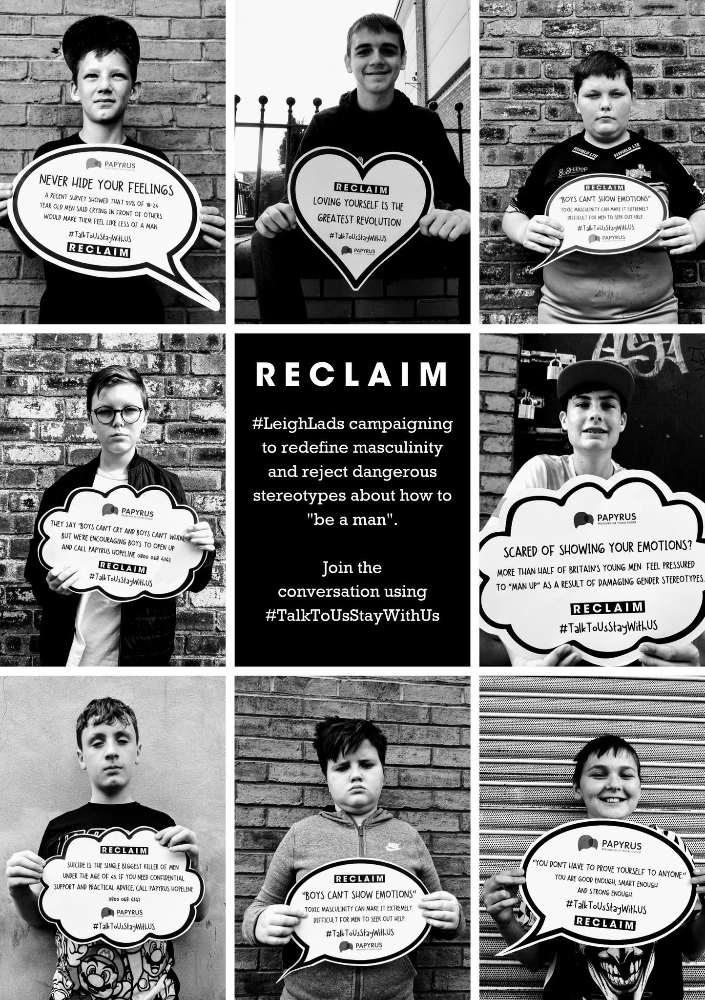 PAPYRUS
NEVER HIDE YOUR FEELINGS
A RECENT SURVEY SHOWED THAT 55% OF 18-24
YEAR OLD MEN SAID CRYING IN FRONT OF OTHERS
WOULD MAKE THEM FEEL LIKE LESS OF A MAN.
#TalkToUsStayWithUS
RECLAIM
RECLAIM
LOVING YOURSELF IS THE
GREATEST REVOLUTION
#TalkToUsStayWithUS
PAPYRUS
FITFIELD LTD
FITFIELD LTD
Hilltop
RECLAIM
"BOYS CAN'T SHOW EMOTIONS"
TOXIC MASCULINITY CAN MAKE IT EXTREMELY
DIFFICULT FOR MEN TO SEEK OUT HELP.
#TalkToUsStayWithUS
PAPYRUS
PAPYRUS
PREVENTION OF YOUNG SUICIDE
THEY SAY "BOYS CAN'T CRY AND BOYS CAN'T WHINE
BUT WE'RE ENCOURAGING BOYS TO OPEN UP
AND CALL PAPYRUS HOPELINE 0800 068 4141.
RECLAIM
#TalkToUsStayWithUS
RECLAIM
#LeighLads campaigning
to redefine masculinity
and reject dangerous
stereotypes about how to
"be a man".
Join the
conversation using
#TalkToUsStayWithUs
PAPYRUS
PREVENTION OF YOUNG SUICIDE
SCARED OF SHOWING YOUR EMOTIONS?
MORE THAN HALF OF BRITAIN'S YOUNG MEN FEEL PRESSURED
TO "MAN UP" AS A RESULT OF DAMAGING GENDER STEREOTYPES.
RECLAIM
#TalkToUsStayWithUS
RECLAIM
SUICIDE IS THE SINGLE BIGGEST KILLER OF MEN
UNDER THE AGE OF 45. IF YOU NEED CONFIDENTIAL
SUPPORT AND PRACTICAL ADVICE, CALL PAPYRUS HOPELINE
0800 068 4141
PAPYRUS
PREVENTION OF YOUNG SUICIDE
#TalkToUsStayWithUS
NIKE
RECLAIM
"BOYS CAN'T SHOW EMOTIONS"
TOXIC MASCULINITY CAN MAKE IT EXTREMELY
DIFFICULT FOR MEN TO SEEK OUT HELP.
#TalkToUsStayWithUS
PAPYRUS
PREVENTION OF YOUNG SUICIDE
PAPYRUS
PREVENTION OF YOUNG SUICIDE
"YOU DON'T HAVE TO PROVE YOURSELF TO ANYONE."
YOU ARE GOOD ENOUGH, SMART ENOUGH
AND STRONG ENOUGH.
#TalkToUsStayWithUS
RECLAIM